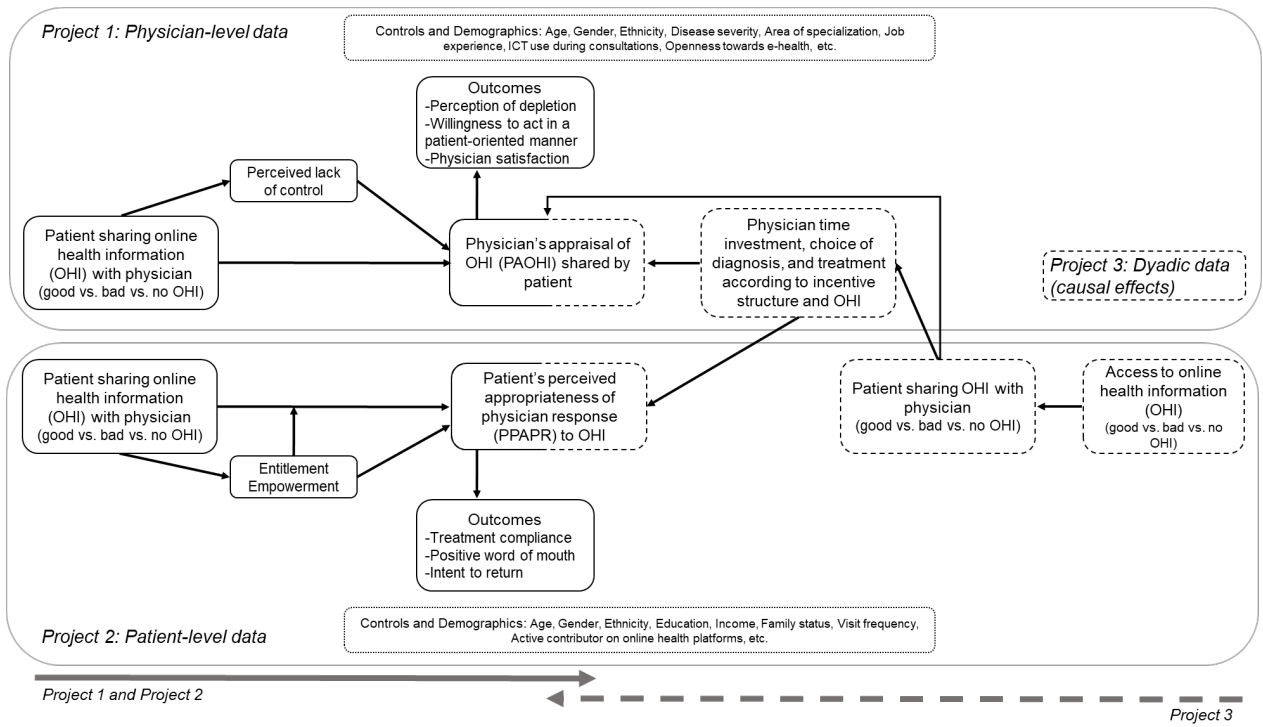 Project 1: Physician-level data
Controls and Demographics: Age, Gender, Ethnicity, Disease severity, Area of specialization, Job
experience, ICT use during consultations, Openness towards e-health, etc.
Outcomes
-Perception of depletion
-Willingness to act in a
patient-oriented manner
-Physician satisfaction
Perceived lack
of control
Patient sharing online
health information
(OHI) with physician
(good vs. bad vs. no OHI)
Physician's appraisal of
OHI (PAOHI) shared by
patient
Physician time
investment, choice of
diagnosis, and treatment
according to incentive
structure and OHI
Project 3: Dyadic data
(causal effects)
Patient sharing online
health information
(OHI) with physician
(good vs. bad vs. no OHI)
Entitlement
Empowerment
Patient's perceived
appropriateness of
physician response
(PPAPR) to OHI
Patient sharing OHI with
physician
(good vs. bad vs. no OHI)
Access to online
health information
(OHI)
(good vs. bad vs. no
OHI)
Outcomes
-Treatment compliance
-Positive word of mouth
-Intent to return
Project 2: Patient-level data
Controls and Demographics: Age, Gender, Ethnicity, Education, Income, Family status, Visit frequency,
Active contributor on online health platforms, etc.
Project 1 and Project 2
Project 3